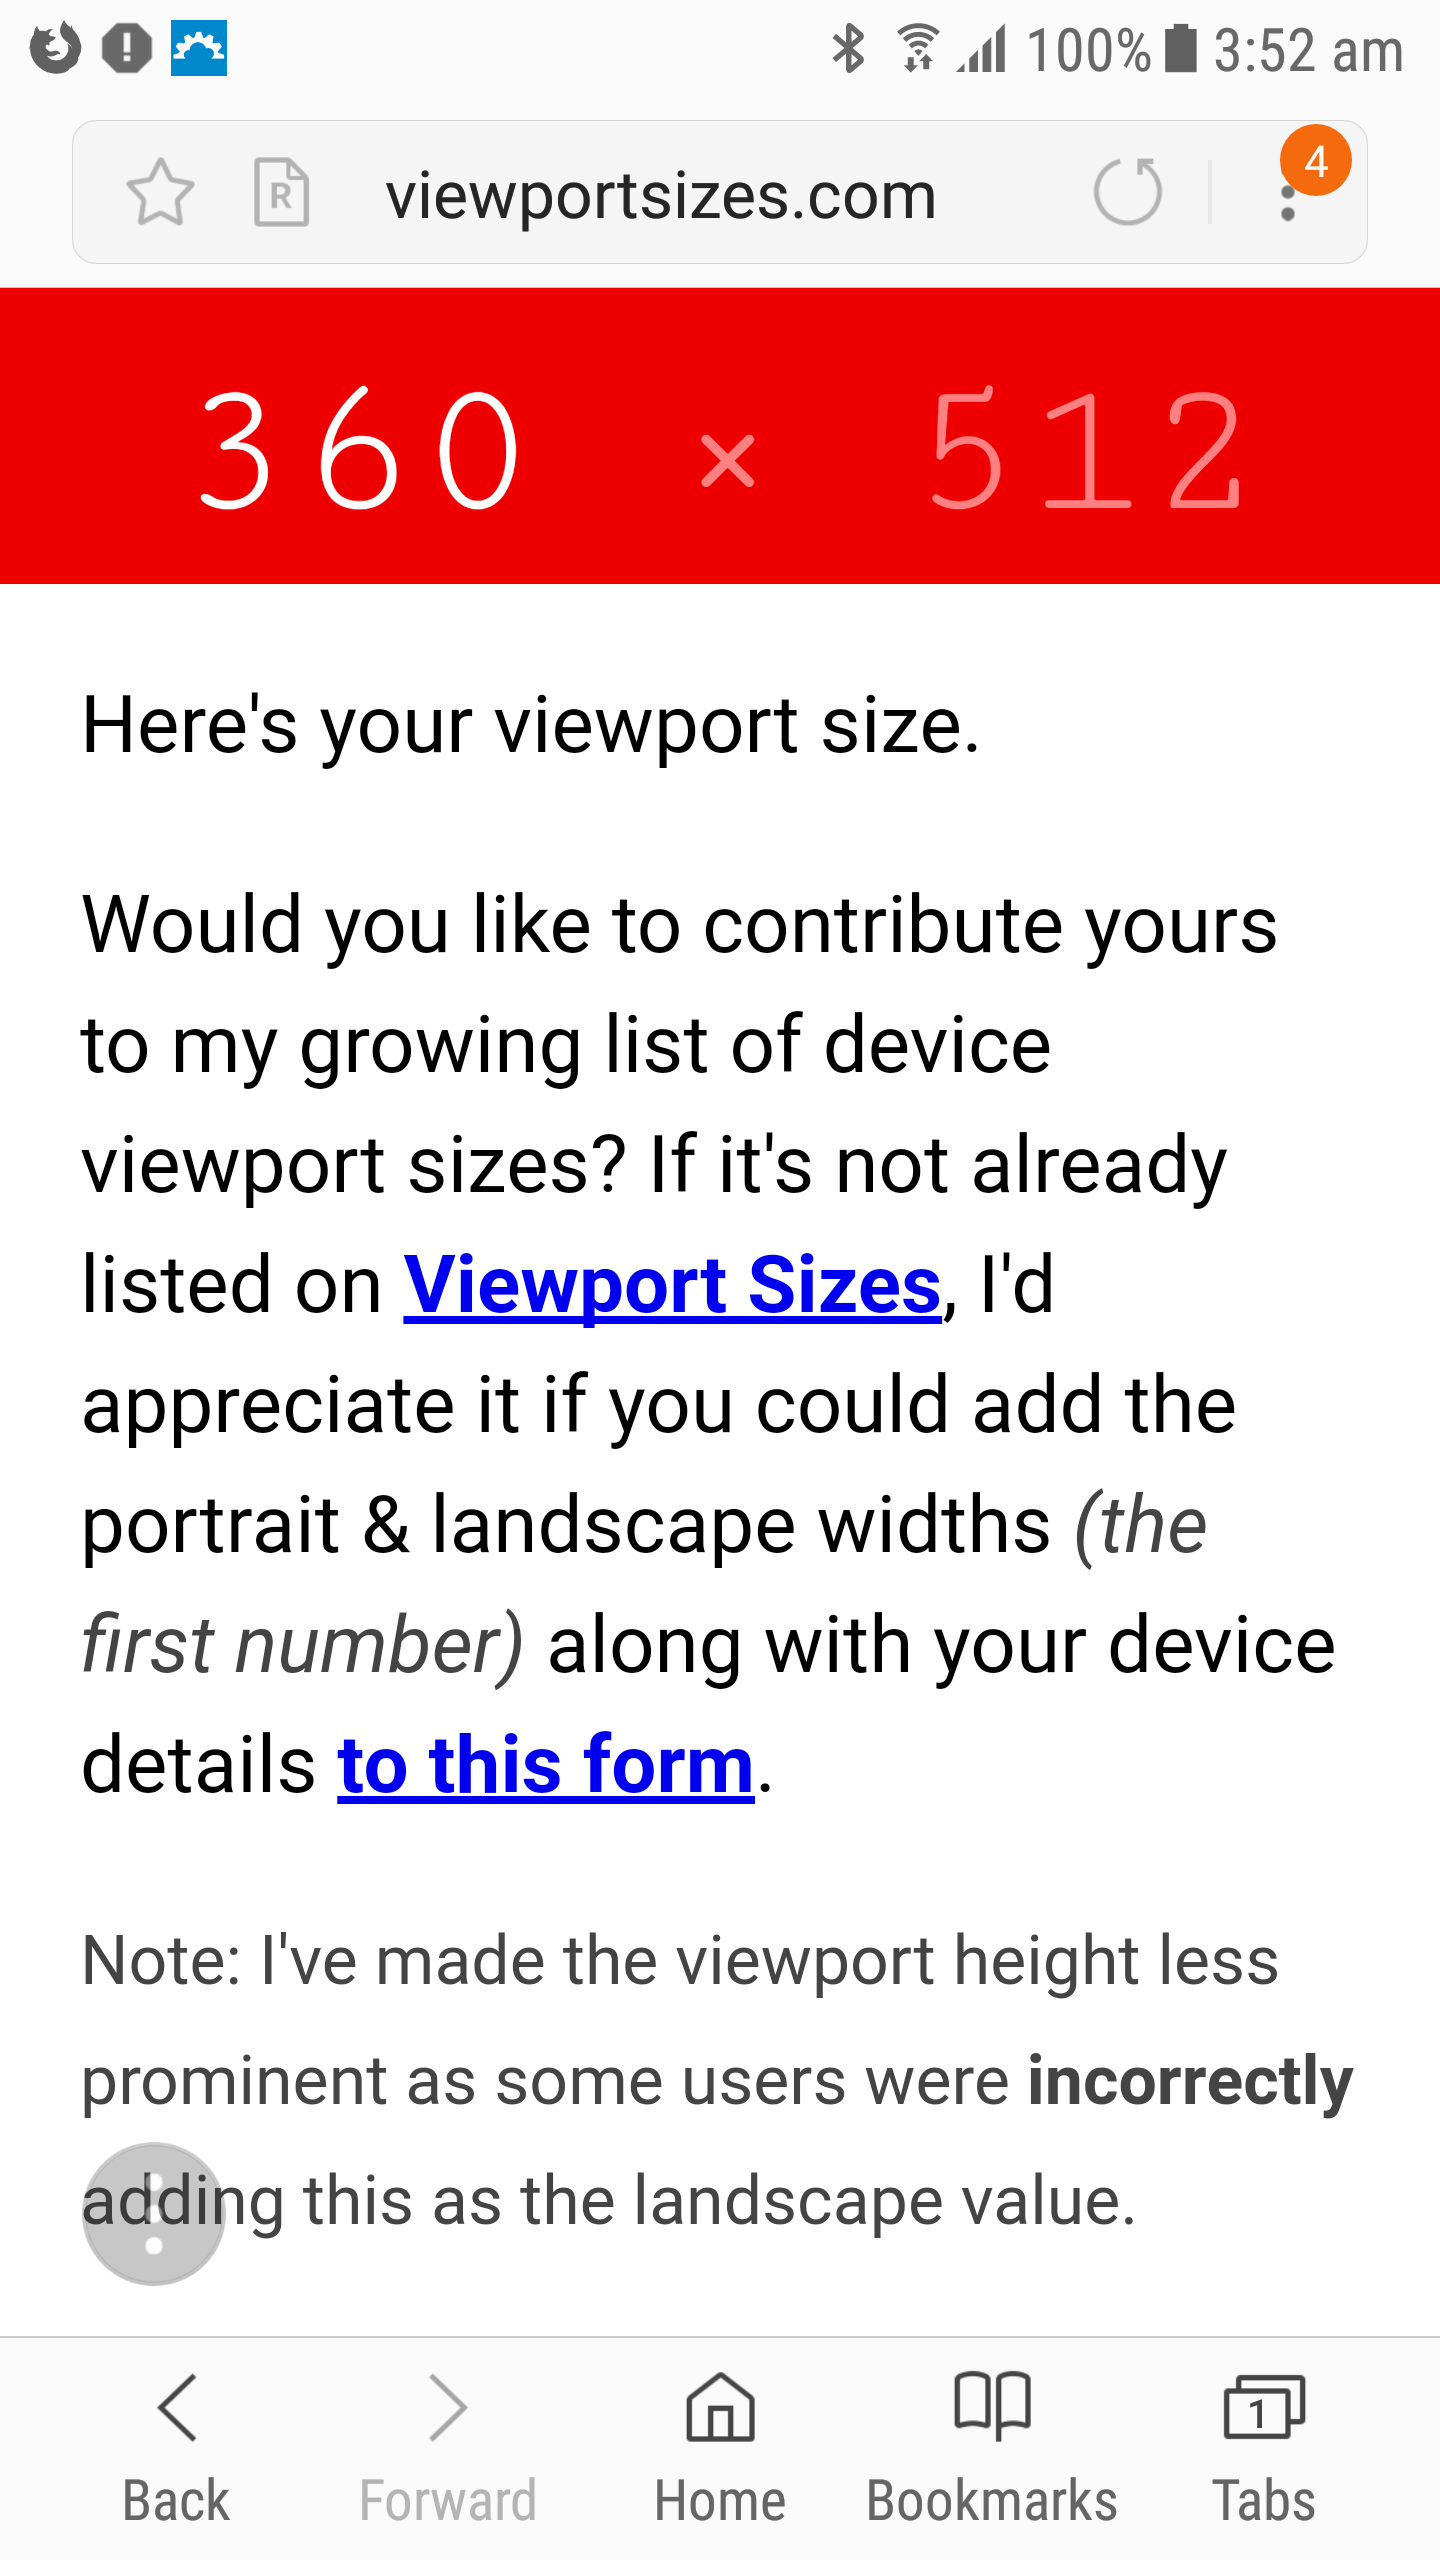 100% 3:52 am
R viewportsizes.com 4
360 × 512
Here's your viewport size.
Would you like to contribute yours
to my growing list of device
viewport sizes? If it's not already
listed on Viewport Sizes, I'd
appreciate it if you could add the
portrait & landscape widths (the
first number) along with your device
details to this form.
Note: I've made the viewport height less
prominent as some users were incorrectly
adding this as the landscape value.
1
Back Forward Home Bookmarks Tabs